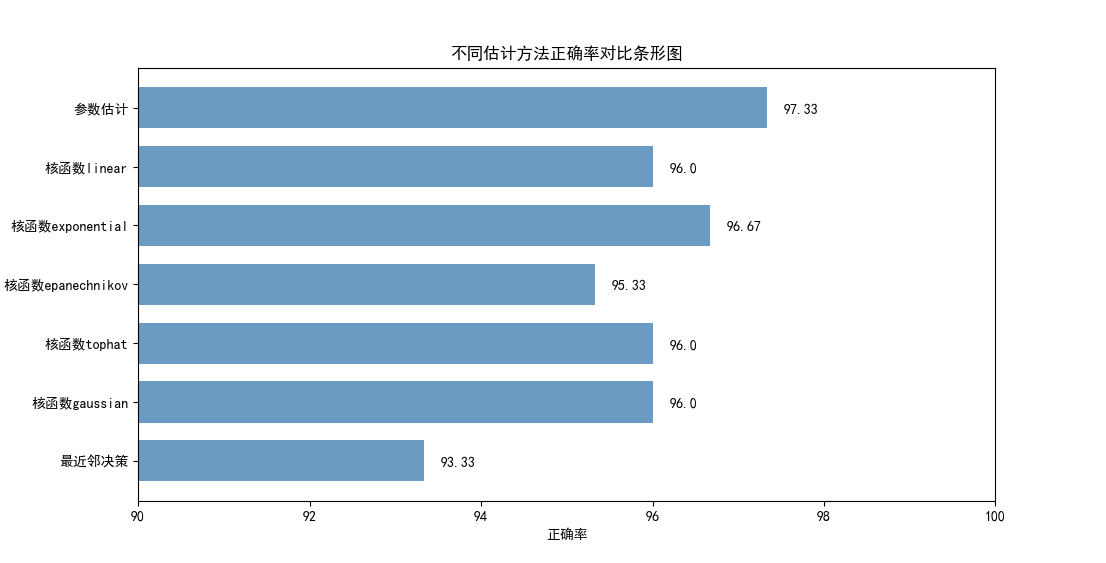 不同估计方法正确率对比条形图
参数估计 97.33
核函数linear 96.0
核函数exponential 96.67
核函数epanechnikov 95.33
核函数tophat 96.0
核函数gaussian 96.0
最近邻决策 93.33
90 92 94 96 98 100
正确率